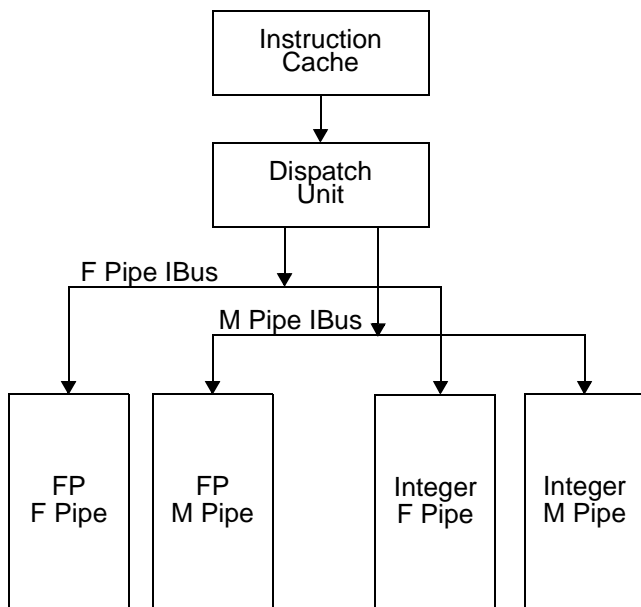 Instruction
Cache
Dispatch
Unit
F Pipe IBus
M Pipe IBus
FP
F Pipe
FP
M Pipe
Integer
F Pipe
Integer
M Pipe